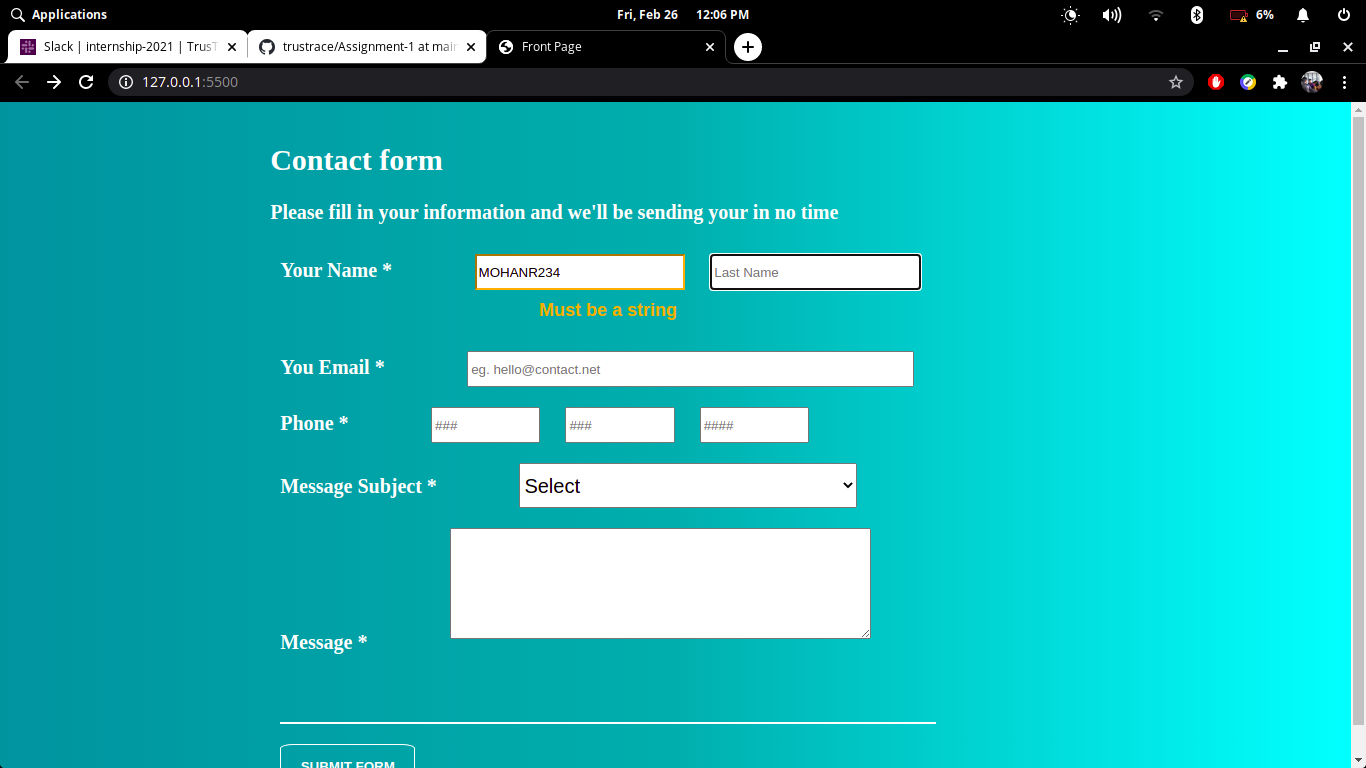 Applications Fri, Feb 26 12:06 PM 6%
Slack | internship-2021 | TrusT trustrace/Assignment-1 at main Front Page
127.0.0.1:5500
Contact form
Please fill in your information and we'll be sending your in no time
Your Name * MOHANR234 Last Name
Must be a string
You Email * eg. hello@contact.net
Phone * ### ### ####
Message Subject * Select
Message *
SUBMIT FORM